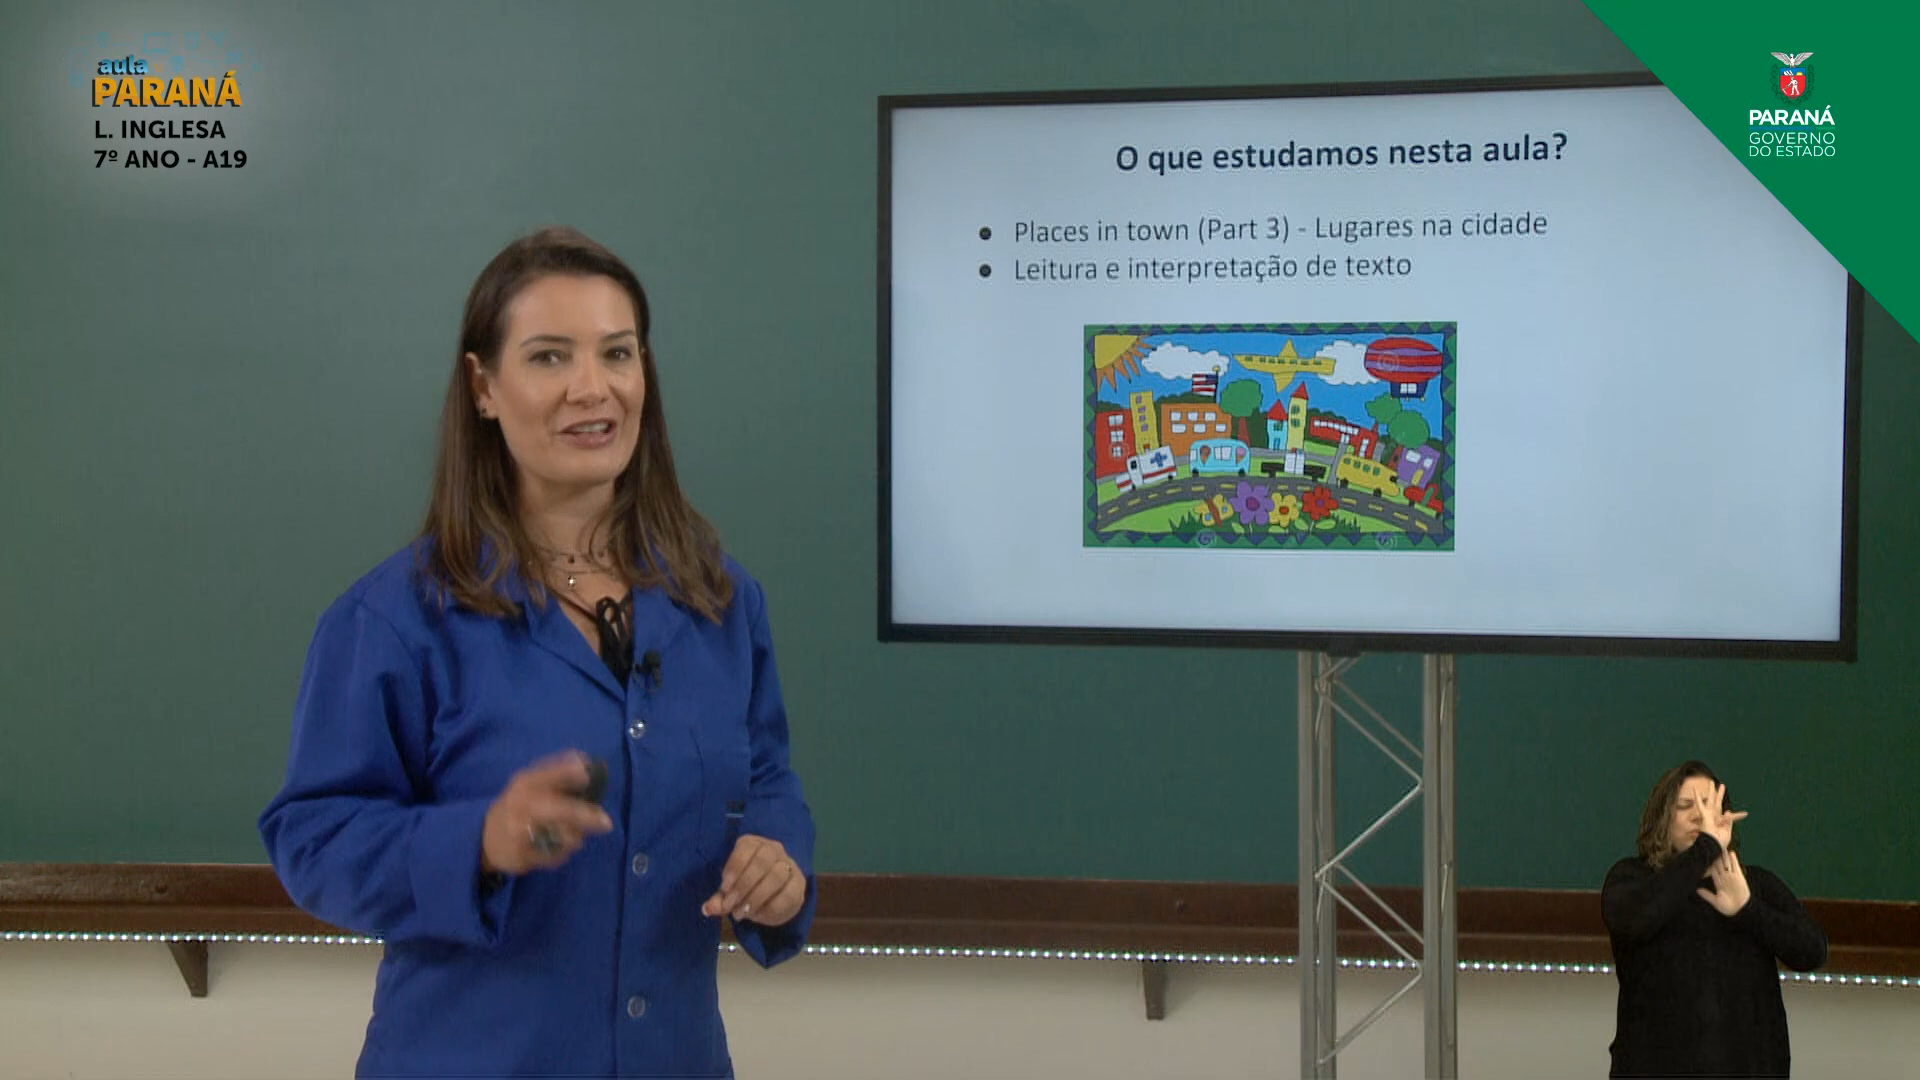 aula
PARANÁ
L. INGLESA
7º ANO - A19
PARANÁ
GOVERNO
DO ESTADO
O que estudamos nesta aula?
● Places in town (Part 3) - Lugares na cidade
● Leitura e interpretação de texto